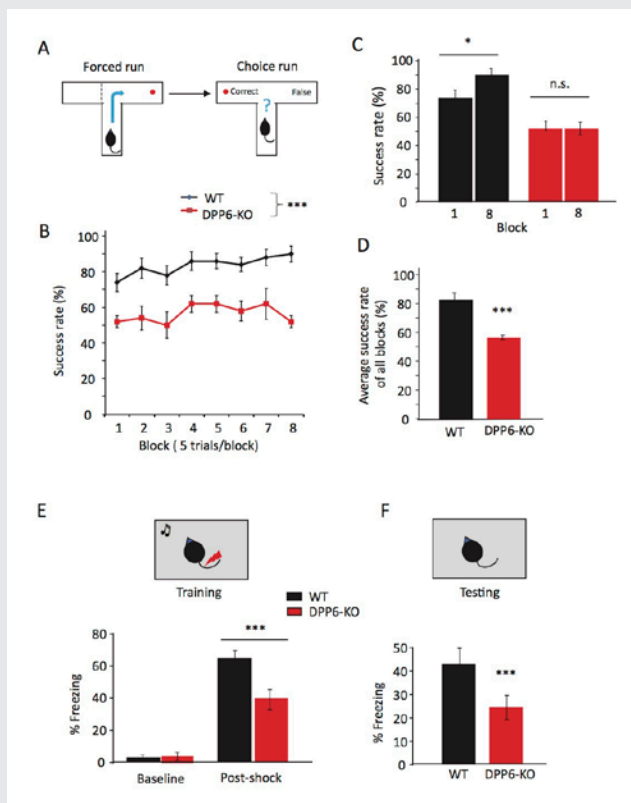 A
Forced run
Choice run
Correct
False
?
C
Success rate (%)
100
80
60
40
20
0
*
n.s.
1
8
1
8
Block
WT
DPP6-KO
***
B
Success rate (%)
100
80
60
40
20
0
1 2 3 4 5 6 7 8
Block ( 5 trials/block)
D
Average success rate
of all blocks (%)
100
80
60
40
20
0
***
WT
DPP6-KO
E
Training
WT
DPP6-KO
% Freezing
80
60
40
20
0
***
Baseline
Post-shock
F
Testing
% Freezing
50
40
30
20
10
0
***
WT
DPP6-KO